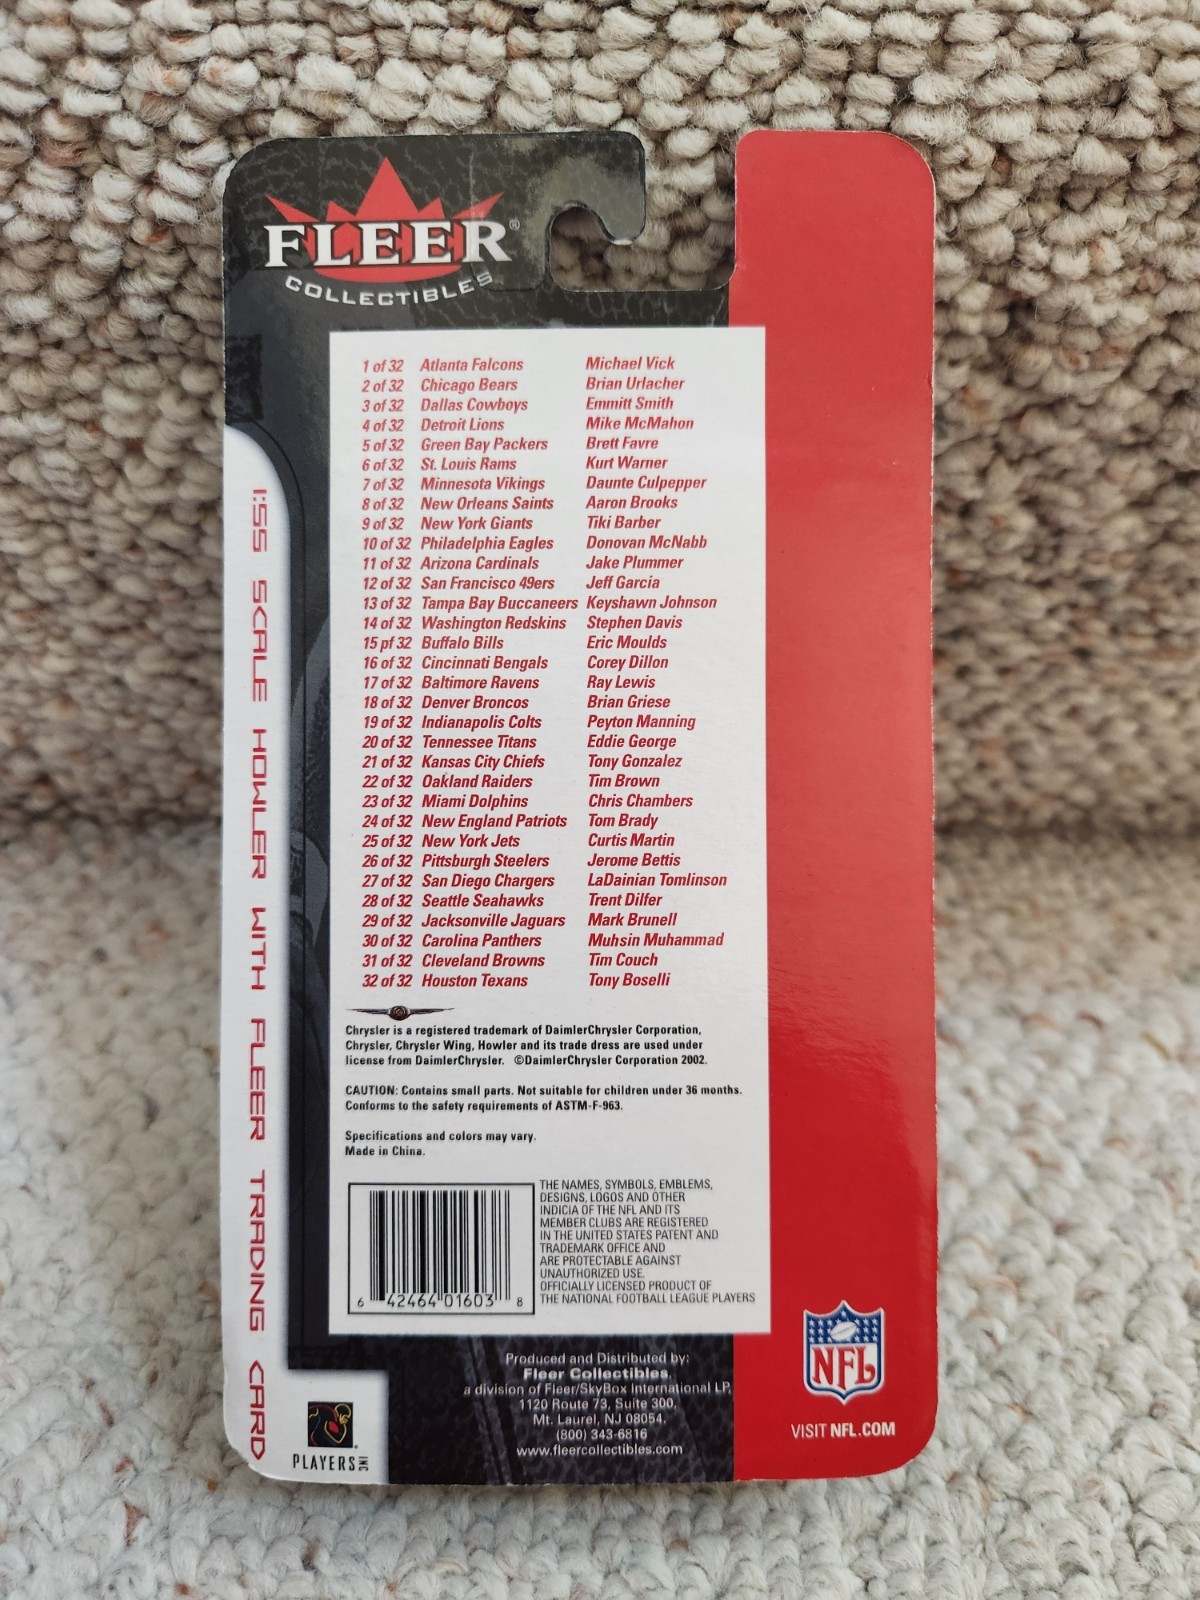 FLEER®
COLLECTIBLES
1 of 32 Atlanta Falcons Michael Vick
2 of 32 Chicago Bears Brian Urlacher
3 of 32 Dallas Cowboys Emmitt Smith
4 of 32 Detroit Lions Mike McMahon
5 of 32 Green Bay Packers Brett Favre
6 of 32 St. Louis Rams Kurt Warner
7 of 32 Minnesota Vikings Daunte Culpepper
8 of 32 New Orleans Saints Aaron Brooks
9 of 32 New York Giants Tiki Barber
10 of 32 Philadelphia Eagles Donovan McNabb
11 of 32 Arizona Cardinals Jake Plummer
12 of 32 San Francisco 49ers Jeff Garcia
13 of 32 Tampa Bay Buccaneers Keyshawn Johnson
14 of 32 Washington Redskins Stephen Davis
15 pf 32 Buffalo Bills Eric Moulds
16 of 32 Cincinnati Bengals Corey Dillon
17 of 32 Baltimore Ravens Ray Lewis
18 of 32 Denver Broncos Brian Griese
19 of 32 Indianapolis Colts Peyton Manning
20 of 32 Tennessee Titans Eddie George
21 of 32 Kansas City Chiefs Tony Gonzalez
22 of 32 Oakland Raiders Tim Brown
23 of 32 Miami Dolphins Chris Chambers
24 of 32 New England Patriots Tom Brady
25 of 32 New York Jets Curtis Martin
26 of 32 Pittsburgh Steelers Jerome Bettis
27 of 32 San Diego Chargers LaDainian Tomlinson
28 of 32 Seattle Seahawks Trent Dilfer
29 of 32 Jacksonville Jaguars Mark Brunell
30 of 32 Carolina Panthers Muhsin Muhammad
31 of 32 Cleveland Browns Tim Couch
32 of 32 Houston Texans Tony Boselli
Chrysler is a registered trademark of DaimlerChrysler Corporation,
Chrysler, Chrysler Wing, Howler and its trade dress are used under
license from DaimlerChrysler. ©DaimlerChrysler Corporation 2002.
CAUTION: Contains small parts. Not suitable for children under 36 months.
Conforms to the safety requirements of ASTM-F-963.
Specifications and colors may vary.
Made in China.
6 42464 01603 8
THE NAMES, SYMBOLS, EMBLEMS,
DESIGNS, LOGOS AND OTHER
INDICIA OF THE NFL AND ITS
MEMBER CLUBS ARE REGISTERED
IN THE UNITED STATES PATENT AND
TRADEMARK OFFICE AND
ARE PROTECTABLE AGAINST
UNAUTHORIZED USE.
OFFICIALLY LICENSED PRODUCT OF
THE NATIONAL FOOTBALL LEAGUE PLAYERS
Produced and Distributed by:
Fleer Collectibles,
a division of Fleer/SkyBox International LP,
1120 Route 73, Suite 300,
Mt. Laurel, NJ 08054.
(800) 343-6816
www.fleercollectibles.com
1:55 SCALE HOWLER WITH FLEER TRADING CARD
PLAYERS INC
NFL
VISIT NFL.COM